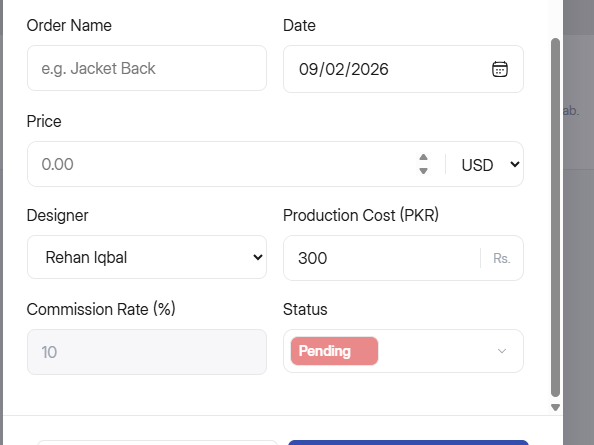 Order Name Date
e.g. Jacket Back 09/02/2026
ab.
Price
0.00 USD
Designer Production Cost (PKR)
Rehan Iqbal 300 Rs.
Commission Rate (%) Status
10 Pending